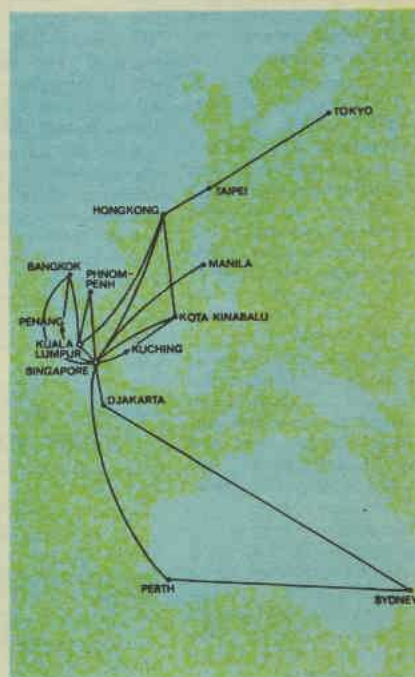 TOKYO
TAIPEI
HONGKONG
MANILA
BANGKOK
PHNOM-
PENH
PENANG
KOTA KINABALU
KUALA
LUMPUR
KUCHING
SINGAPORE
DJAKARTA
PERTH
SYDNEY